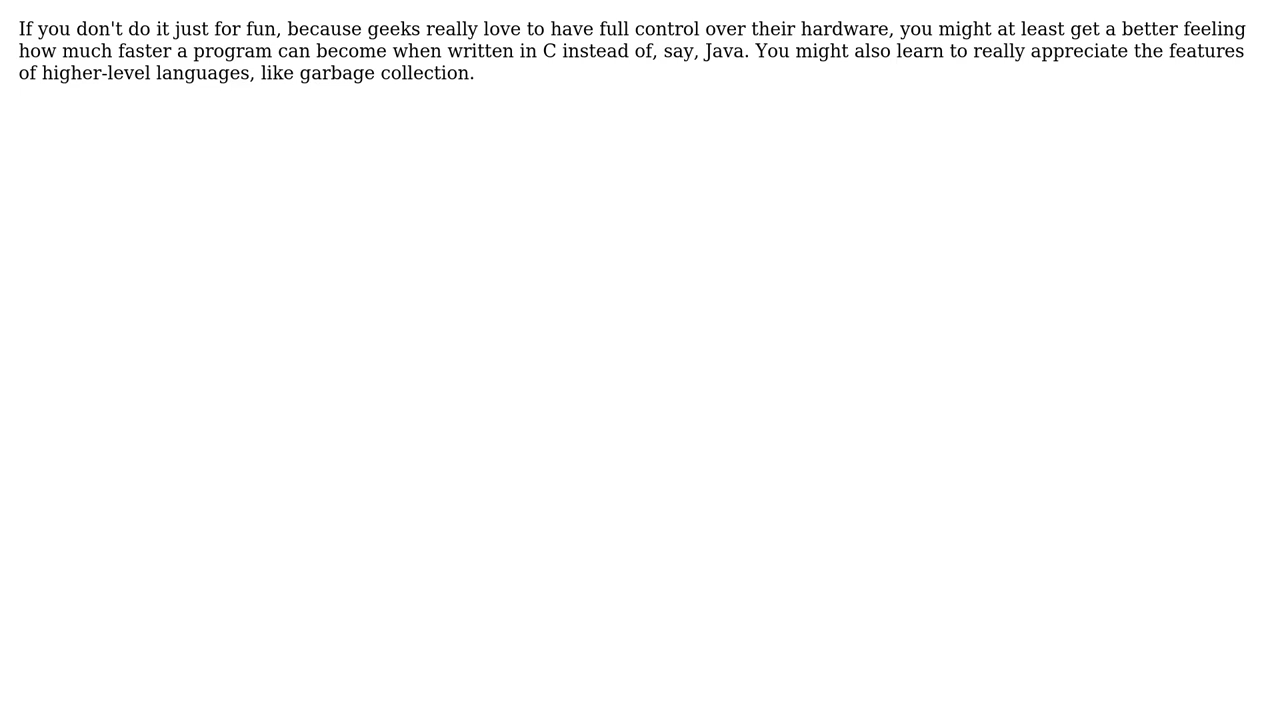 If you don't do it just for fun, because geeks really love to have full control over their hardware, you might at least get a better feeling
how much faster a program can become when written in C instead of, say, Java. You might also learn to really appreciate the features
of higher-level languages, like garbage collection.